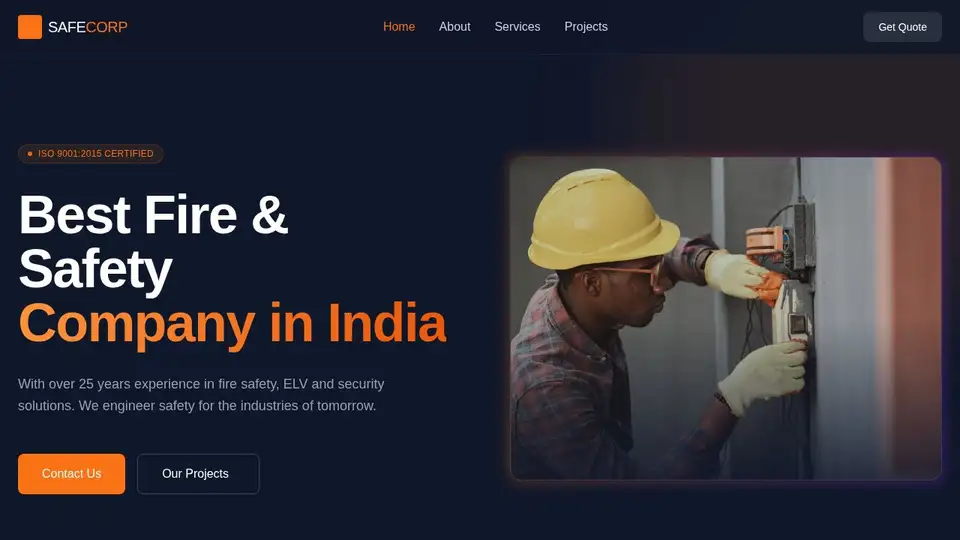 SAFECORP
Home
About
Services
Projects
Get Quote
ISO 9001:2015 CERTIFIED
Best Fire &
Safety
Company in India
With over 25 years experience in fire safety, ELV and security
solutions. We engineer safety for the industries of tomorrow.
Contact Us
Our Projects